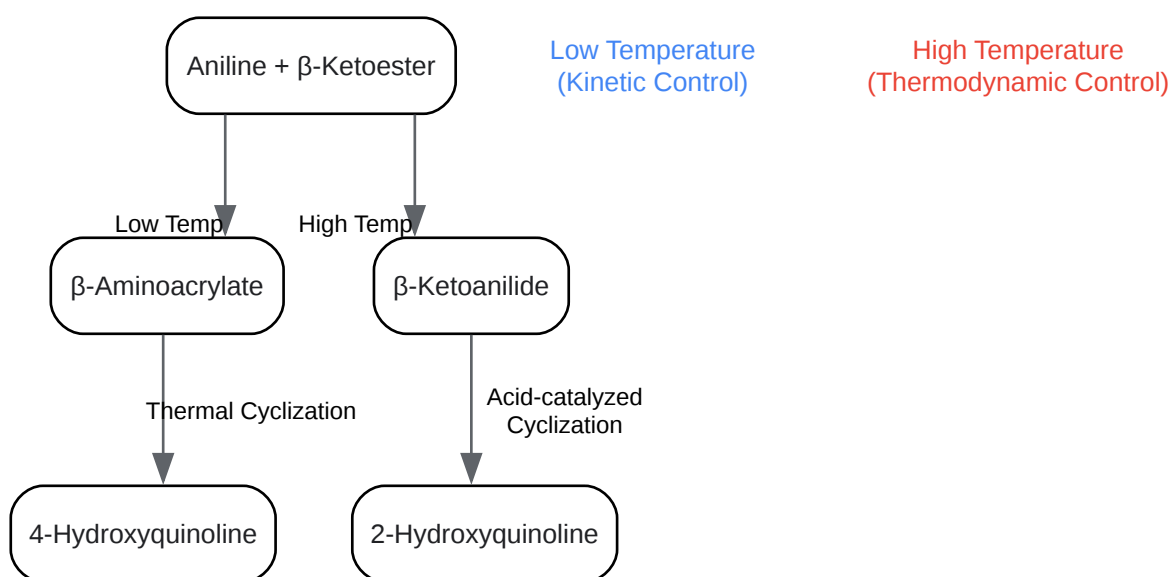 Aniline + β-Ketoester
Low Temperature
(Kinetic Control)
High Temperature
(Thermodynamic Control)
Low Temp
High Temp
β-Aminoacrylate
β-Ketoanilide
Thermal Cyclization
Acid-catalyzed
Cyclization
4-Hydroxyquinoline
2-Hydroxyquinoline